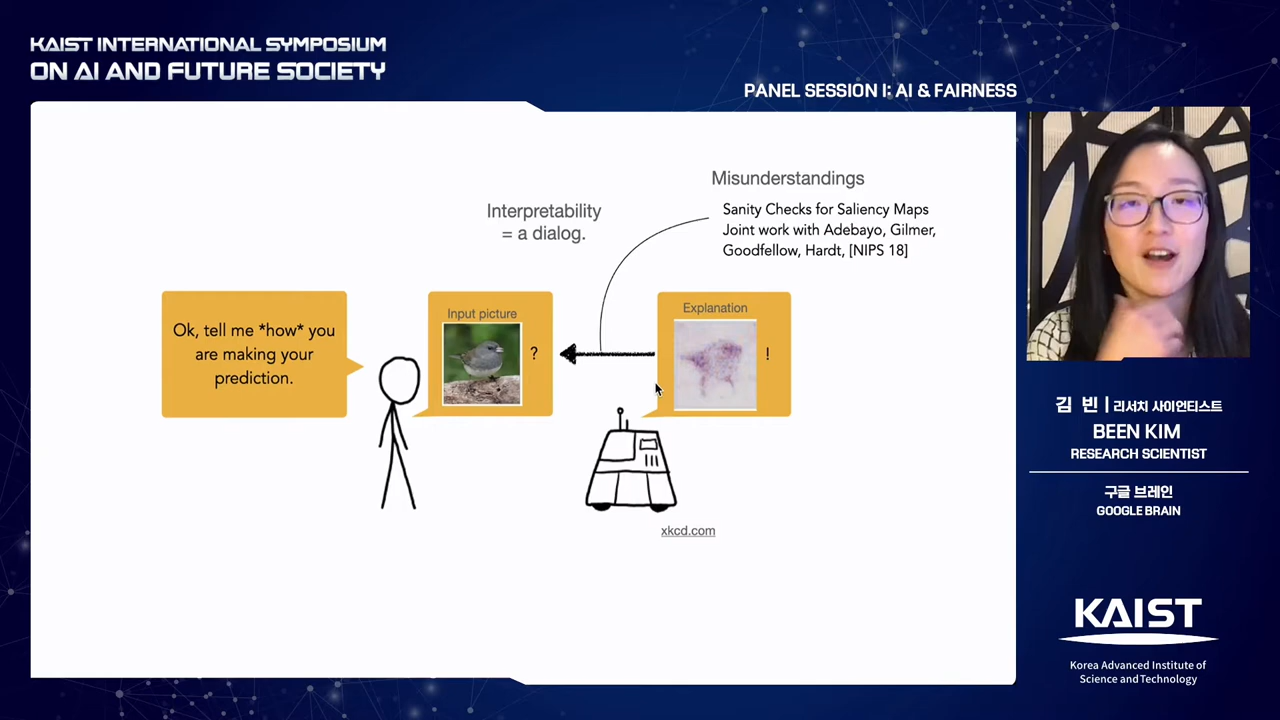 KAIST INTERNATIONAL SYMPOSIUM
ON AI AND FUTURE SOCIETY
PANEL SESSION I: AI & FAIRNESS
Misunderstandings
Sanity Checks for Saliency Maps
Joint work with Adebayo, Gilmer,
Goodfellow, Hardt, [NIPS 18]
Interpretability
= a dialog.
Ok, tell me *how* you
are making your
prediction.
Input picture
?
Explanation
!
xkcd.com
김 빈 | 리서치 사이언티스트
BEEN KIM
RESEARCH SCIENTIST
구글 브레인
GOOGLE BRAIN
KAIST
Korea Advanced Institute of
Science and Technology